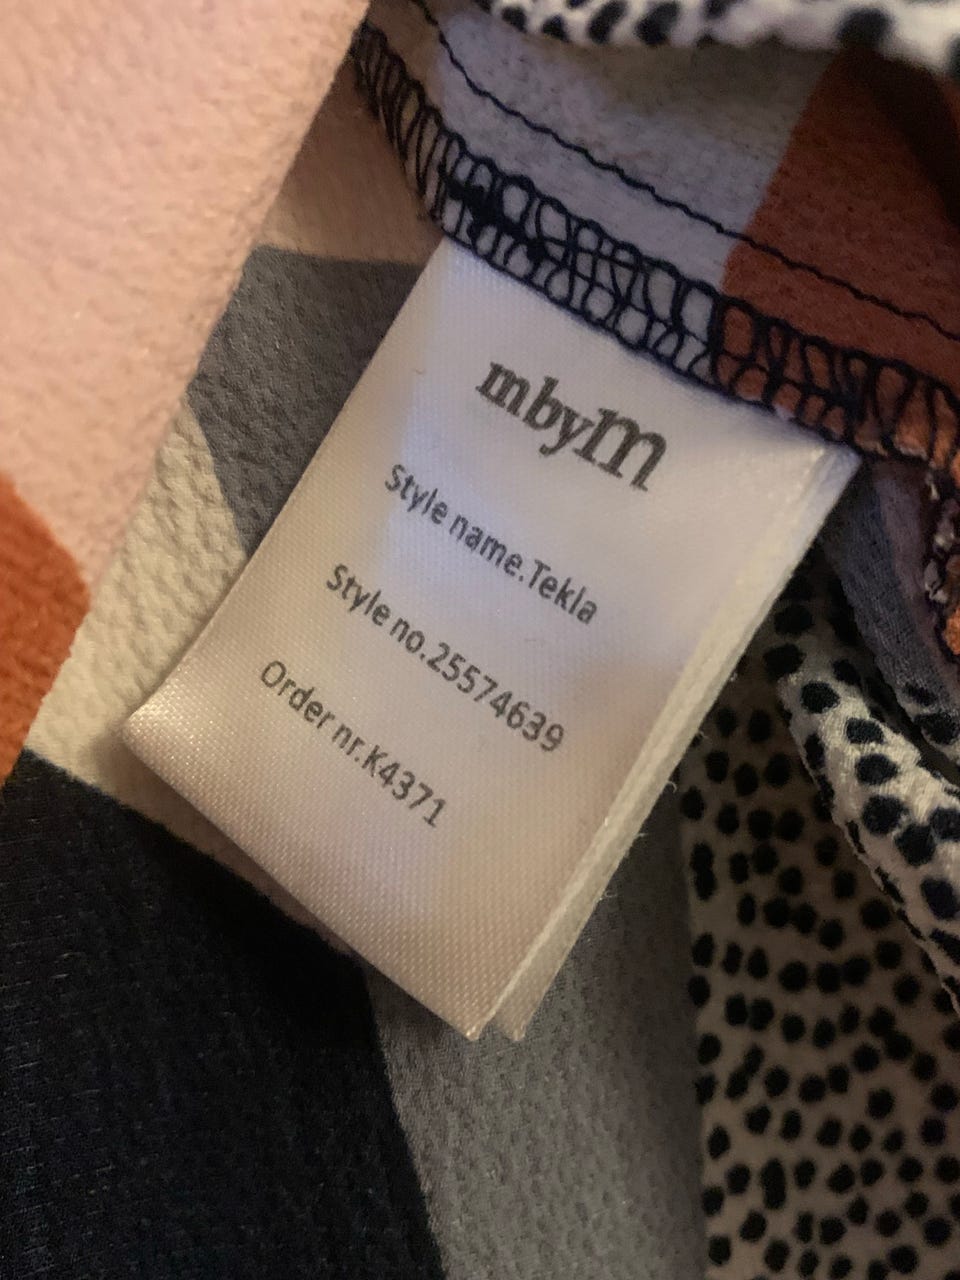 mbym
Style name.Tekla
Style no.25574639
Order nr.K4371